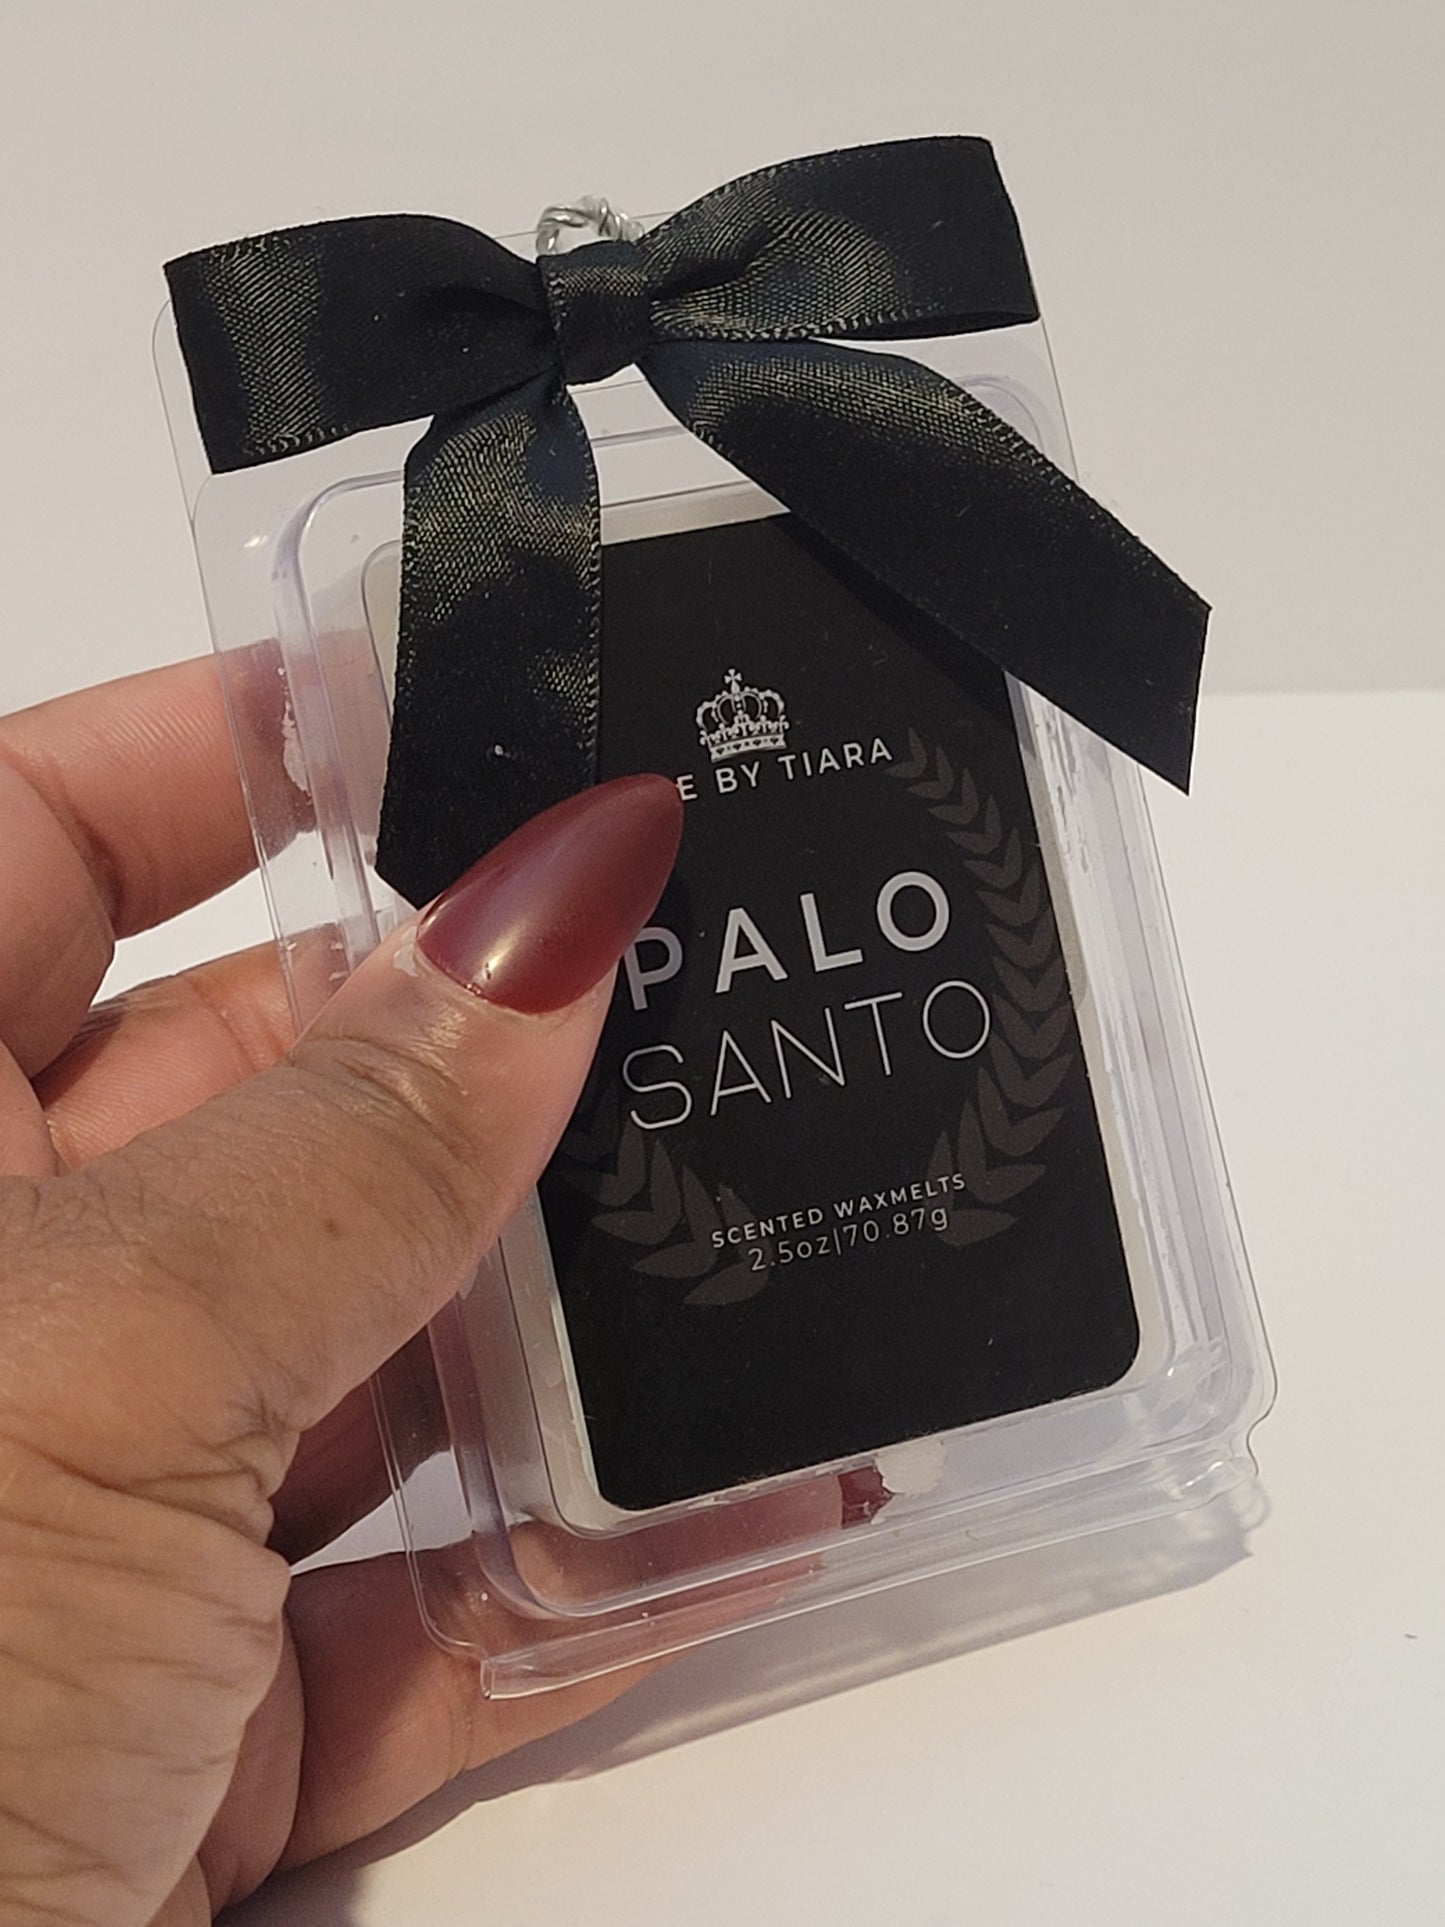 E BY TIARA
PALO
SANTO
SCENTED WAXMELTS
2.5oz|70.87g